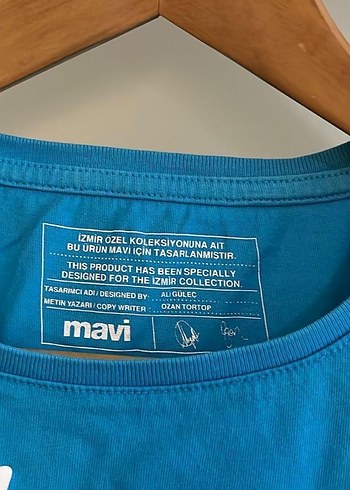 İZMİR ÖZEL KOLEKSİYONUNA AİT
BU ÜRÜN MAVİ İÇİN TASARLANMIŞTIR.
THIS PRODUCT HAS BEEN SPECIALLY
DESIGNED FOR THE İZMİR COLLECTION.
TASARIMCI ADI / DESIGNED BY: ALİ GÜLEÇ
METİN YAZARI / COPY WRITER: OZAN TORTOP
mavi